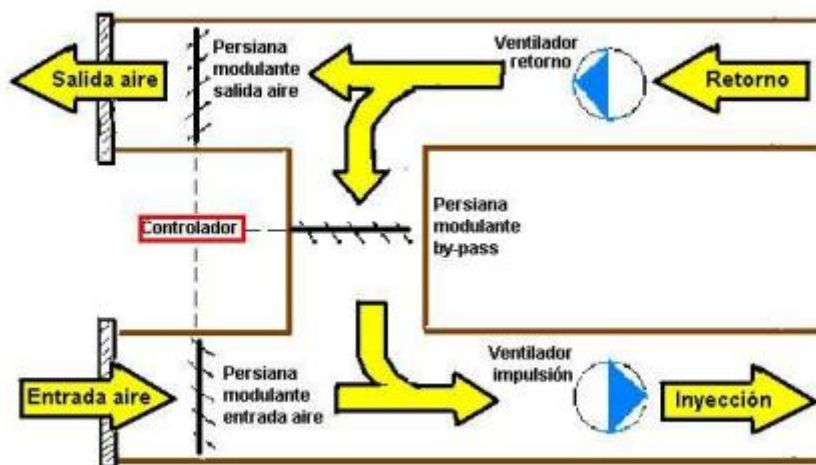 Salida aire
Persiana
modulante
salida aire
Ventilador
retorno
Retorno
Controlador
Persiana
modulante
by-pass
Entrada aire
Persiana
modulante
entrada aire
Ventilador
impulsión
Inyección